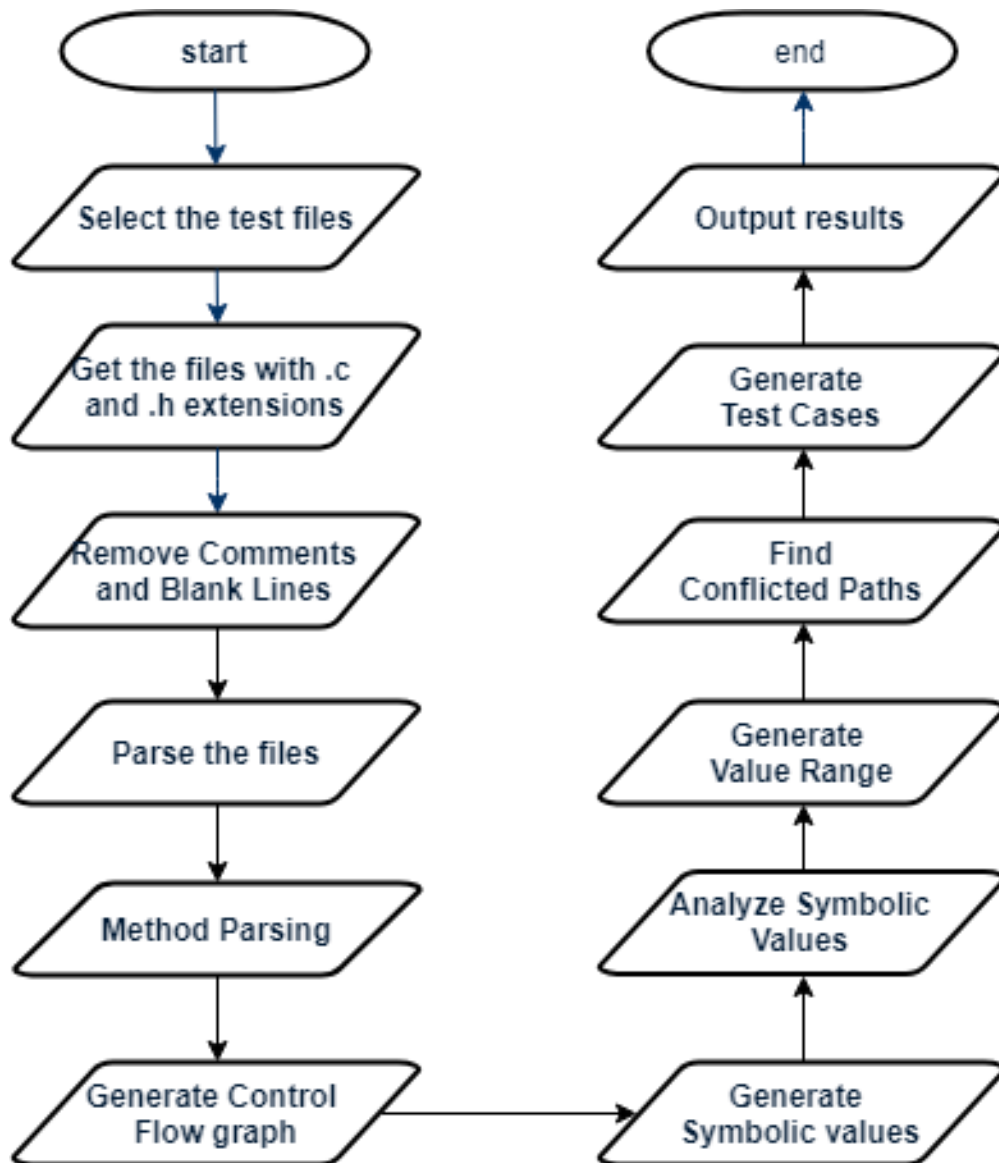 start
Select the test files
Get the files with .c
and .h extensions
Remove Comments
and Blank Lines
Parse the files
Method Parsing
Generate Control
Flow graph
Generate
Symbolic values
Analyze Symbolic
Values
Generate
Value Range
Find
Conflicted Paths
Generate
Test Cases
Output results
end